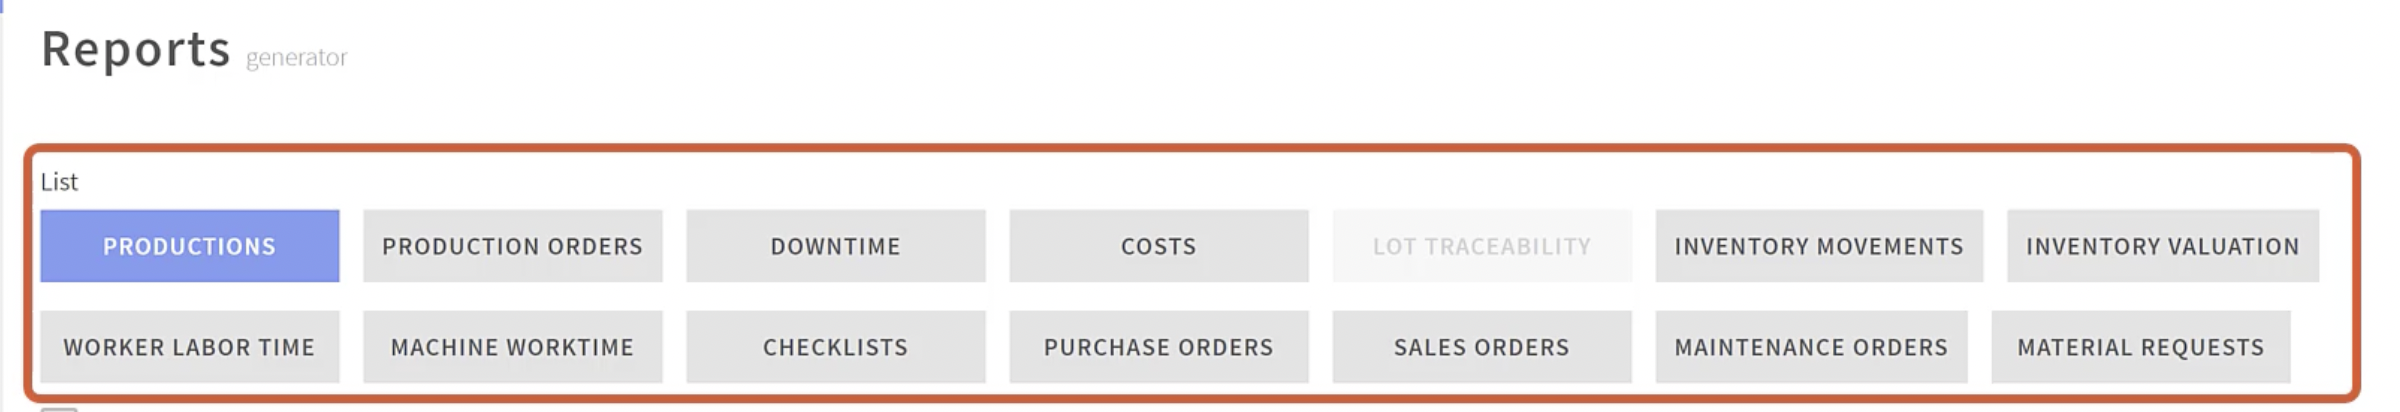 Reports generator
List
PRODUCTIONS PRODUCTION ORDERS DOWNTIME COSTS LOT TRACEABILITY INVENTORY MOVEMENTS INVENTORY VALUATION
WORKER LABOR TIME MACHINE WORKTIME CHECKLISTS PURCHASE ORDERS SALES ORDERS MAINTENANCE ORDERS MATERIAL REQUESTS